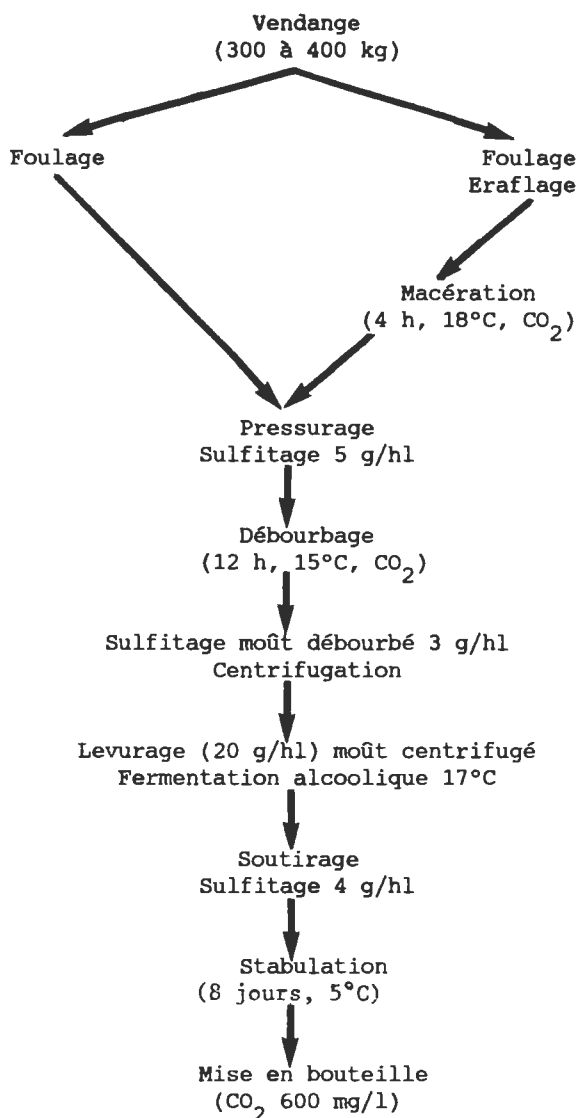 Vendange
(300 à 400 kg)
Foulage
Foulage
Eraflage
Macération
(4 h, 18°C, CO2)
Pressurage
Sulfitage 5 g/hl
Débourbage
(12 h, 15°C, CO2)
Sulfitage moût débourbé 3 g/hl
Centrifugation
Levurage (20 g/hl) moût centrifugé
Fermentation alcoolique 17°C
Soutirage
Sulfitage 4 g/hl
Stabulation
(8 jours, 5°C)
Mise en bouteille
(CO2 600 mg/l)